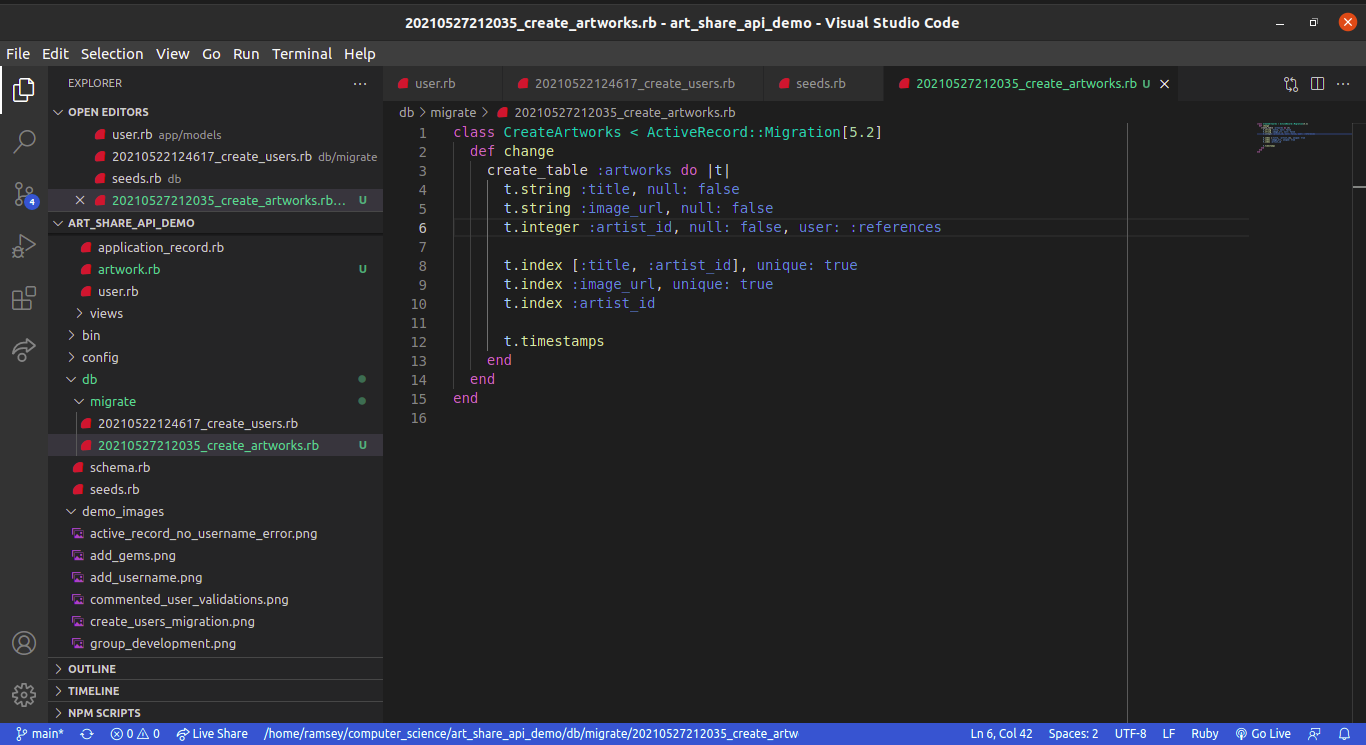 20210527212035_create_artworks.rb - art_share_api_demo - Visual Studio Code
File Edit Selection View Go Run Terminal Help
EXPLORER
OPEN EDITORS
user.rb app/models
20210522124617_create_users.rb db/migrate
seeds.rb db
20210527212035_create_artworks.rb... U
4
ART_SHARE_API_DEMO
application_record.rb
artwork.rb U
user.rb
views
bin
config
db
migrate
20210522124617_create_users.rb
20210527212035_create_artworks.rb U
schema.rb
seeds.rb
demo_images
active_record_no_username_error.png
add_gems.png
add_username.png
commented_user_validations.png
create_users_migration.png
group_development.png
OUTLINE
TIMELINE
NPM SCRIPTS
user.rb 20210522124617_create_users.rb seeds.rb 20210527212035_create_artworks.rb U
db > migrate > 20210527212035_create_artworks.rb
1 class CreateArtworks < ActiveRecord::Migration[5.2]
2 def change
3 create_table :artworks do |t|
4 t.string :title, null: false
5 t.string :image_url, null: false
6 t.integer :artist_id, null: false, user: :references
7
8 t.index [:title, :artist_id], unique: true
9 t.index :image_url, unique: true
10 t.index :artist_id
11
12 t.timestamps
13 end
14 end
15 end
16
main* 0 0 Live Share /home/ramsey/computer_science/art_share_api_demo/db/migrate/20210527212035_create_artw Ln 6, Col 42 Spaces: 2 UTF-8 LF Ruby Go Live